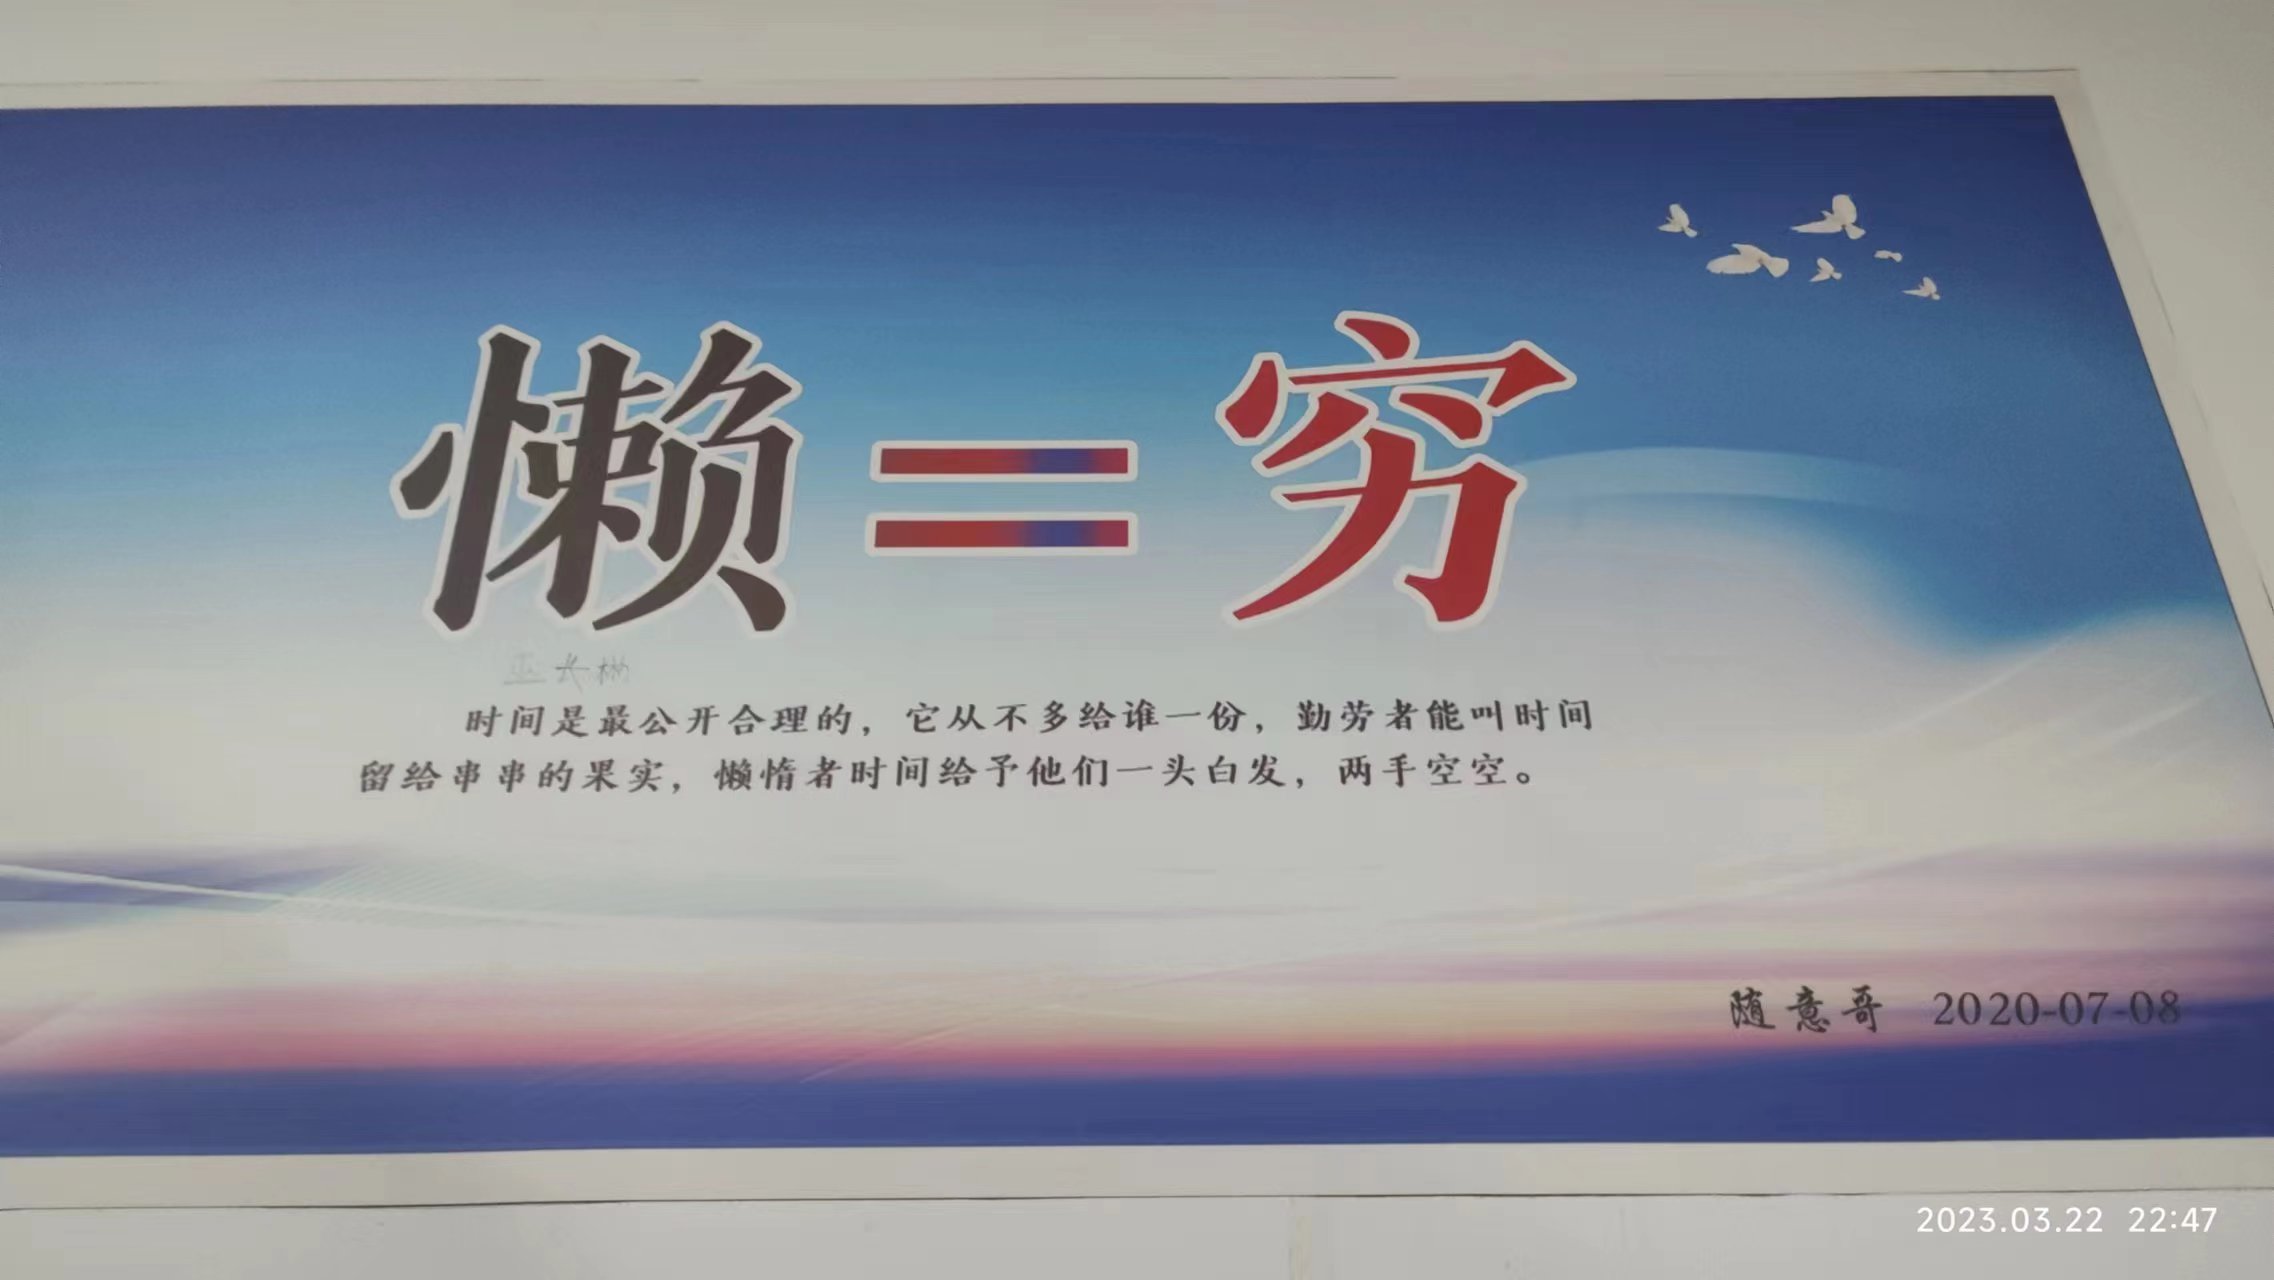 懒=穷
时间是最公开合理的，它从不多给谁一份，勤劳者能叫时间
留给串串的果实，懒惰者时间给予他们一头白发，两手空空。
随意哥 2020-07-08
2023.03.22 22:47